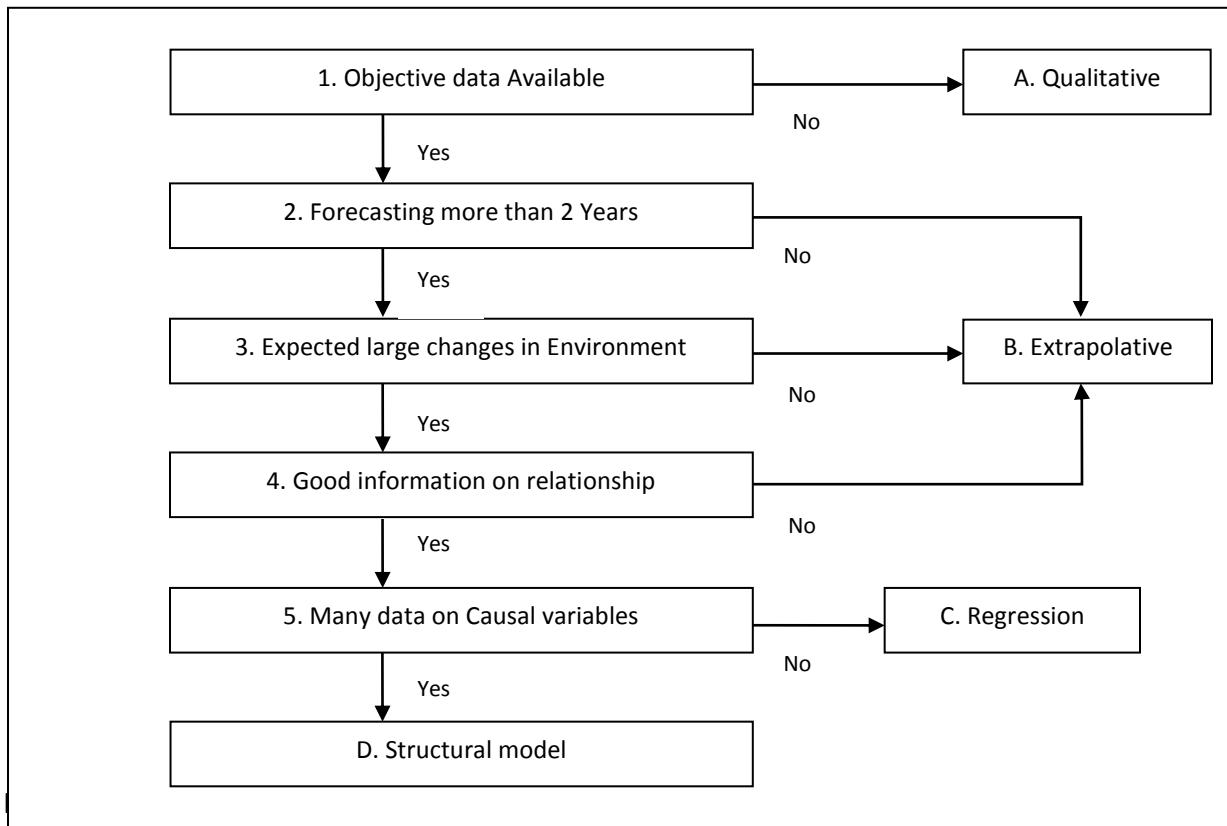 1. Objective data Available
A. Qualitative
No
Yes
2. Forecasting more than 2 Years
No
Yes
3. Expected large changes in Environment
B. Extrapolative
No
Yes
4. Good information on relationship
No
Yes
5. Many data on Causal variables
C. Regression
No
Yes
D. Structural model